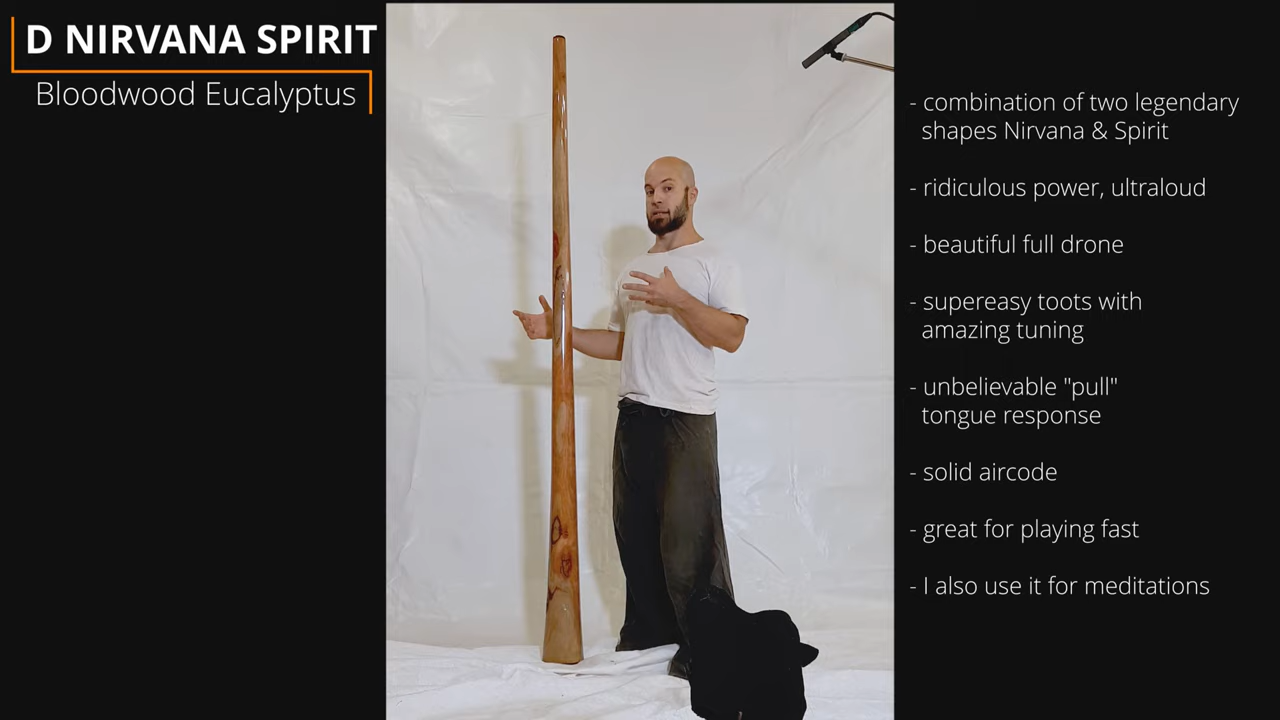 D NIRVANA SPIRIT
Bloodwood Eucalyptus
- combination of two legendary
shapes Nirvana & Spirit
- ridiculous power, ultraloud
- beautiful full drone
- supereasy toots with
amazing tuning
- unbelievable "pull"
tongue response
- solid aircode
- great for playing fast
- I also use it for meditations